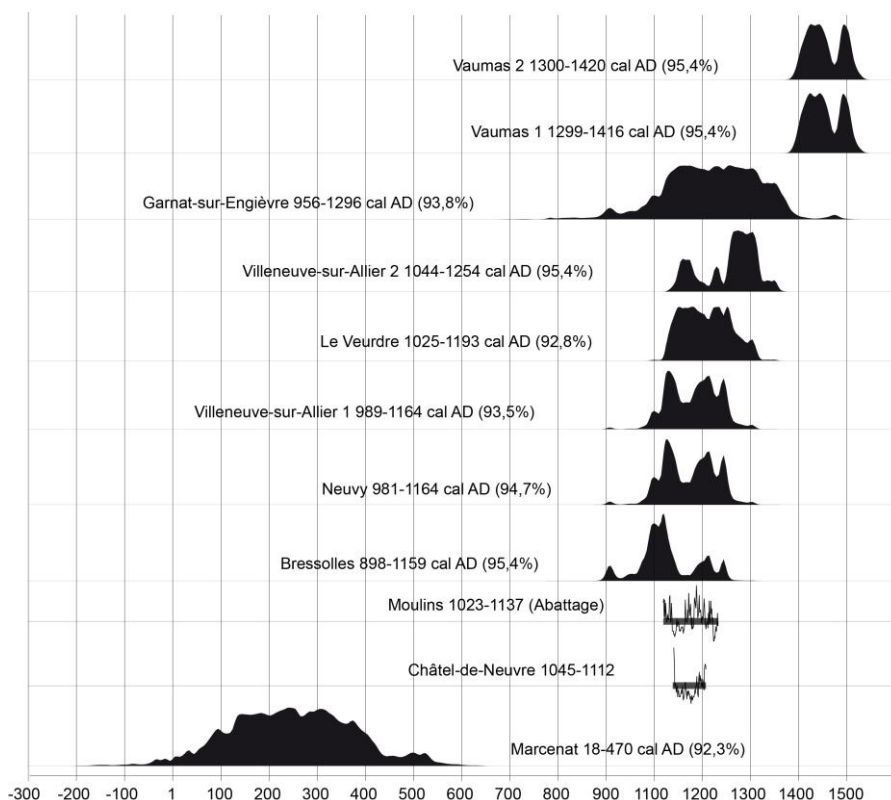 Vaumas 2 1300-1420 cal AD (95,4%)
Vaumas 1 1299-1416 cal AD (95,4%)
Garnat-sur-Engièvre 956-1296 cal AD (93,8%)
Villeneuve-sur-Allier 2 1044-1254 cal AD (95,4%)
Le Veurdre 1025-1193 cal AD (92,8%)
Villeneuve-sur-Allier 1 989-1164 cal AD (93,5%)
Neuvy 981-1164 cal AD (94,7%)
Bressolles 898-1159 cal AD (95,4%)
Moulins 1023-1137 (Abattage)
Châtel-de-Neuvre 1045-1112
Marcenat 18-470 cal AD (92,3%)
-300 -200 -100 1 100 200 300 400 500 600 700 800 900 1000 1100 1200 1300 1400 1500